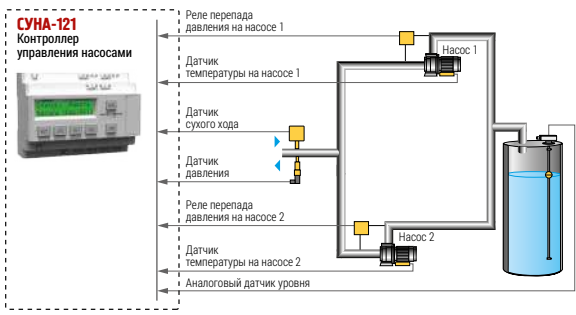 СУНА-121
Контроллер
управления насосами
Реле перепада
давления на насосе 1
Насос 1
Датчик
температуры на насосе 1
Датчик
сухого хода
Датчик
давления
Реле перепада
давления на насосе 2
Насос 2
Датчик
температуры на насосе 2
Аналоговый датчик уровня